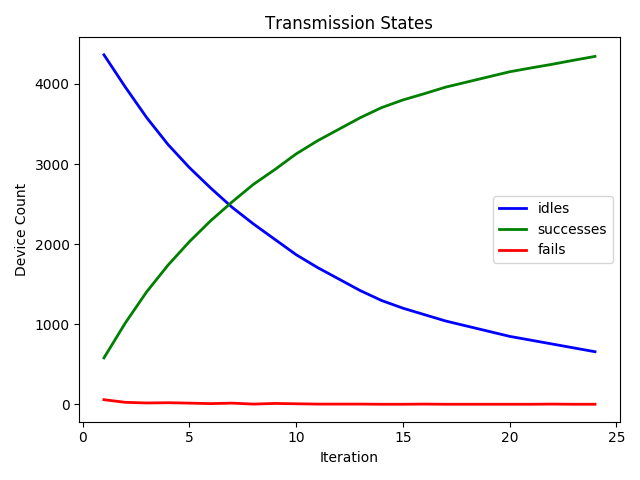 Transmission States
Device Count
4000
3000
2000
1000
0
idles
successes
fails
0 5 10 15 20 25
Iteration